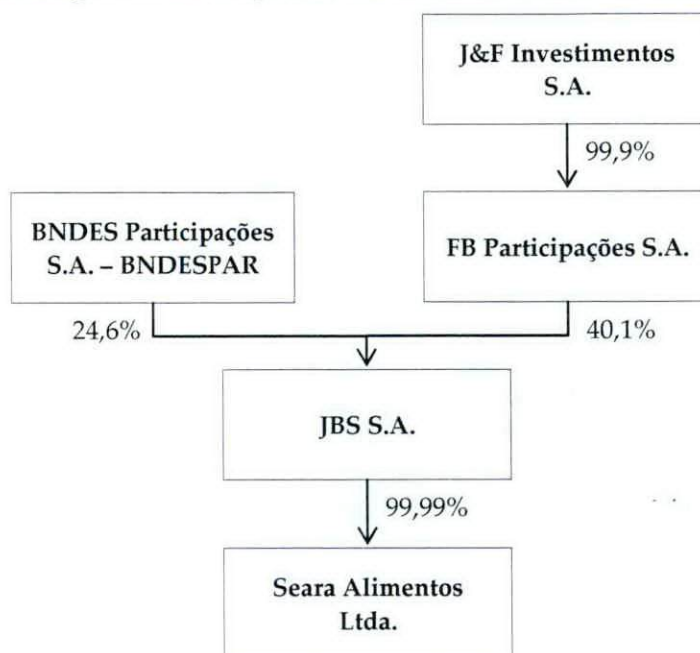 J&F Investimentos
S.A.
99,9%
BNDES Participações
S.A. – BNDESPAR
FB Participações S.A.
24,6%
40,1%
JBS S.A.
99,99%
Seara Alimentos
Ltda.